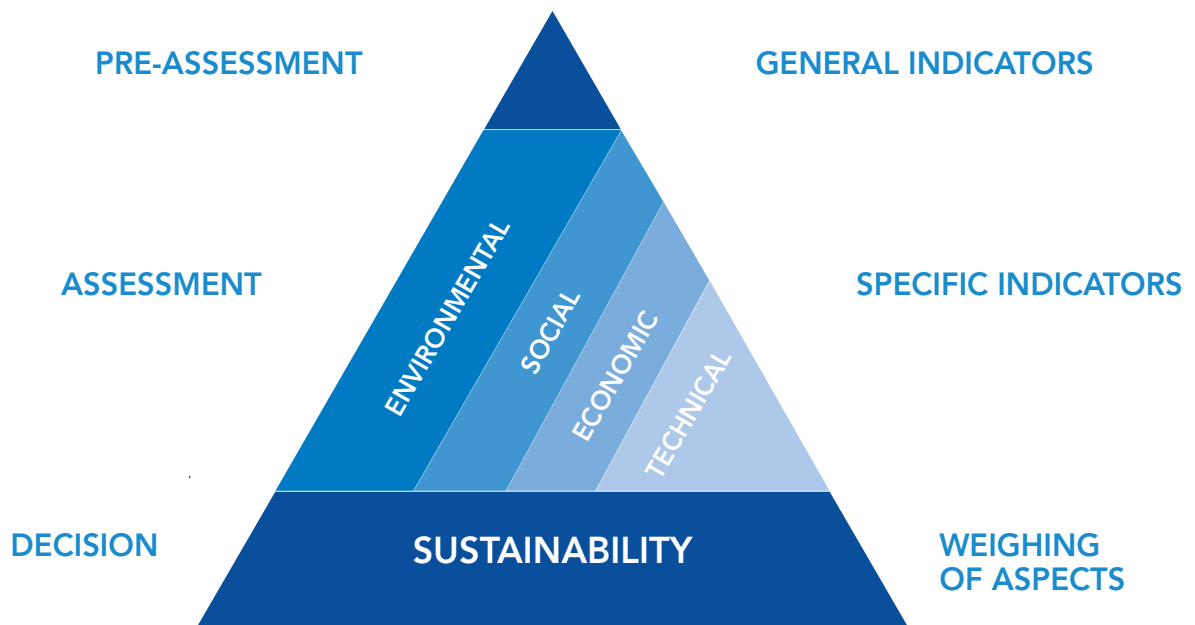 PRE-ASSESSMENT
GENERAL INDICATORS
ENVIRONMENTAL
SOCIAL
ECONOMIC
TECHNICAL
ASSESSMENT
SPECIFIC INDICATORS
DECISION
SUSTAINABILITY
WEIGHING
OF ASPECTS